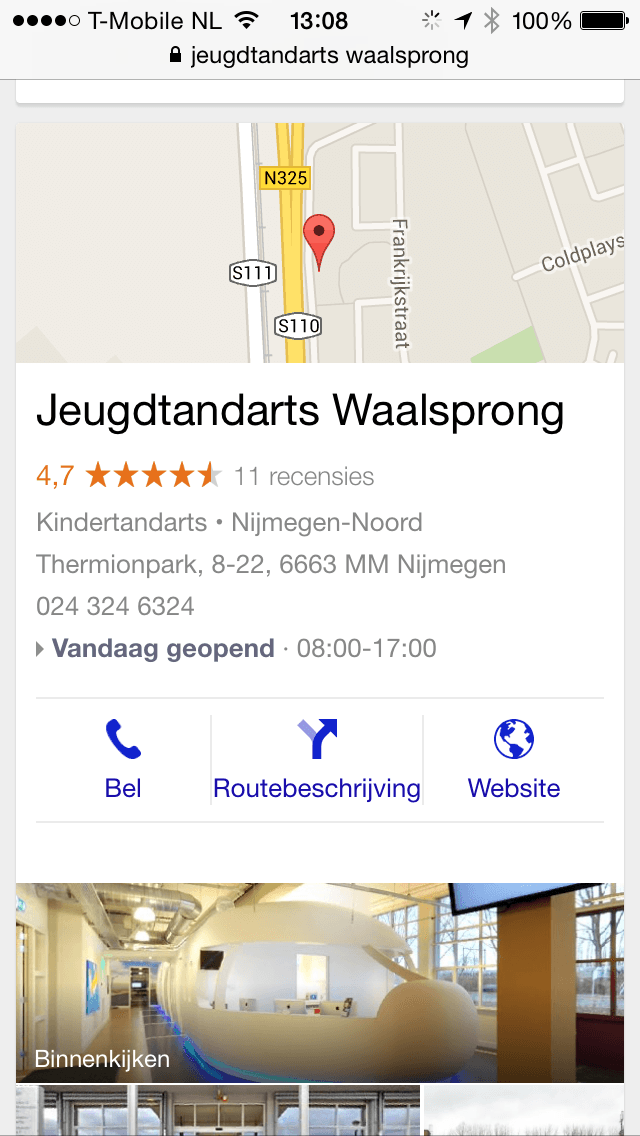 T-Mobile NL 13:08 100%
jeugdtandarts waalsprong
N325
Frankrijkstraat
Coldplays
S111
S110
Jeugdtandarts Waalsprong
4,7 11 recensies
Kindertandarts • Nijmegen-Noord
Thermionpark, 8-22, 6663 MM Nijmegen
024 324 6324
Vandaag geopend · 08:00-17:00
Bel Routebeschrijving Website
Binnenkijken